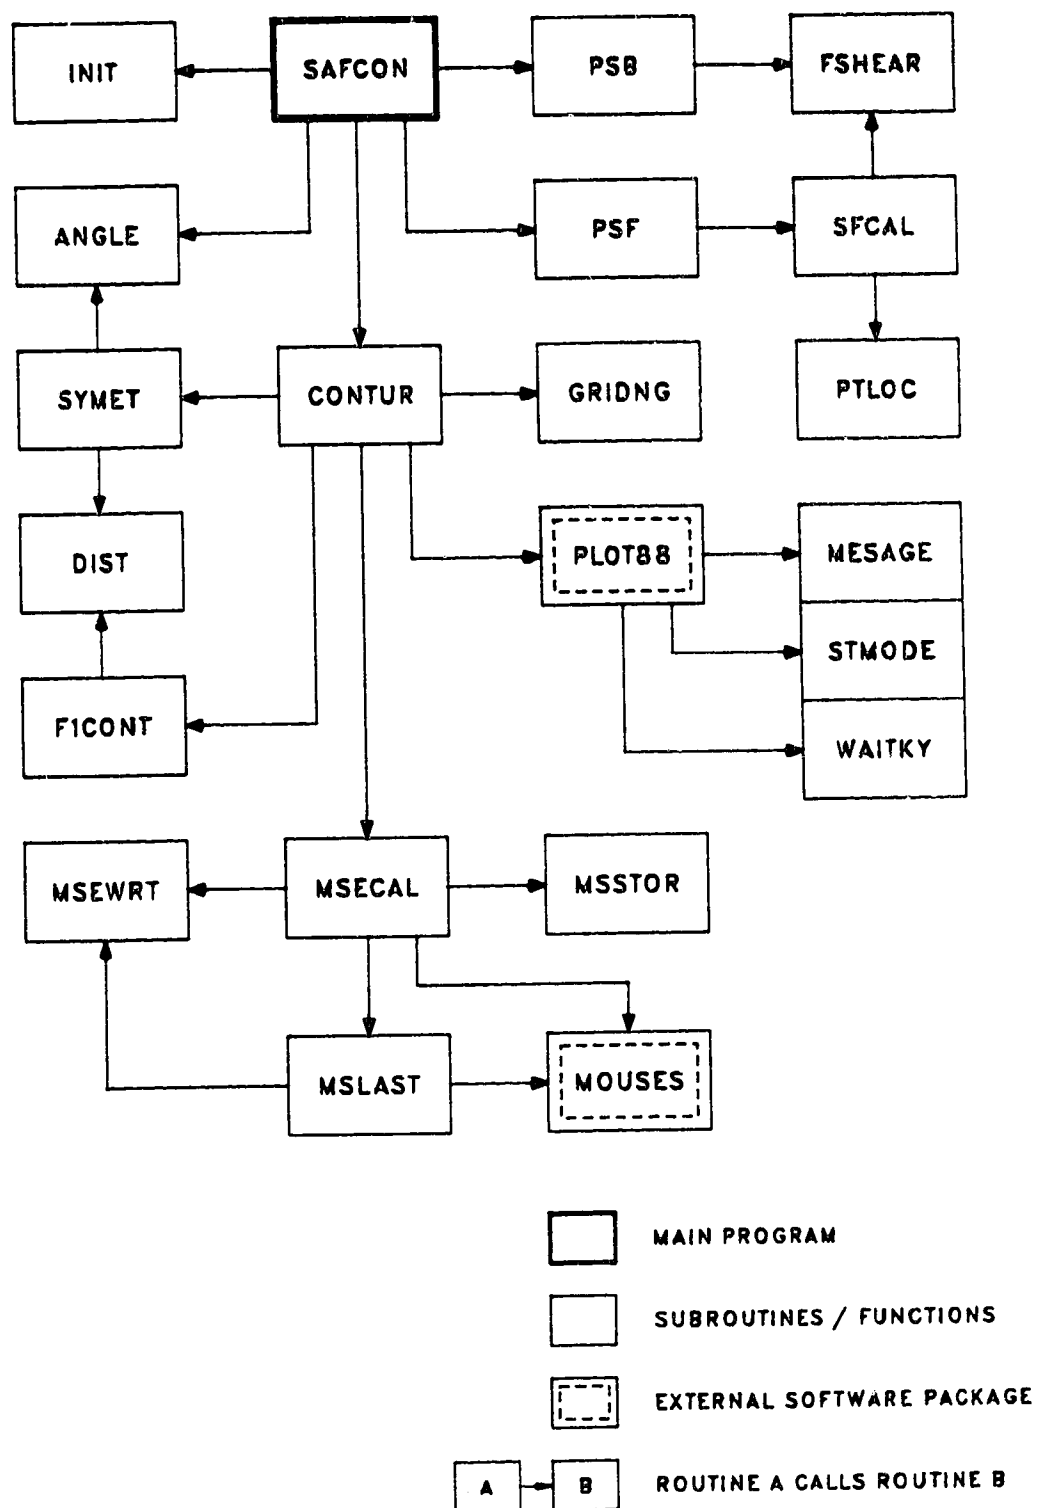 INIT
SAFCON
PSB
FSHEAR
ANGLE
PSF
SFCAL
SYMET
CONTUR
GRIDNG
PTLOC
DIST
PLOT88
MESAGE
STMODE
F1CONT
WAITKY
MSEWRT
MSECAL
MSSTOR
MSLAST
MOUSES
MAIN PROGRAM
SUBROUTINES / FUNCTIONS
EXTERNAL SOFTWARE PACKAGE
A
B
ROUTINE A CALLS ROUTINE B